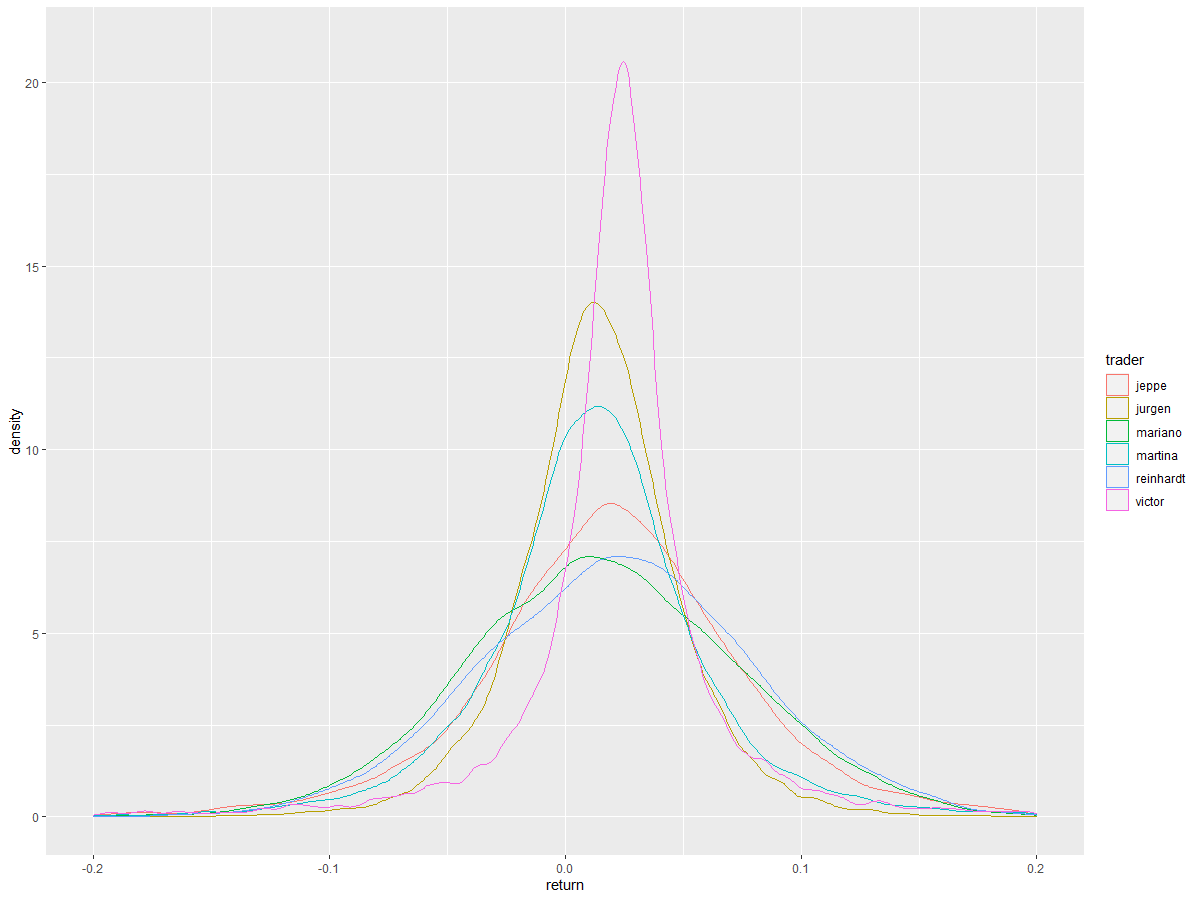 20
15
10
5
0
density
-0.2
-0.1
0.0
0.1
0.2
return
trader
jeppe
jurgen
mariano
martina
reinhardt
victor